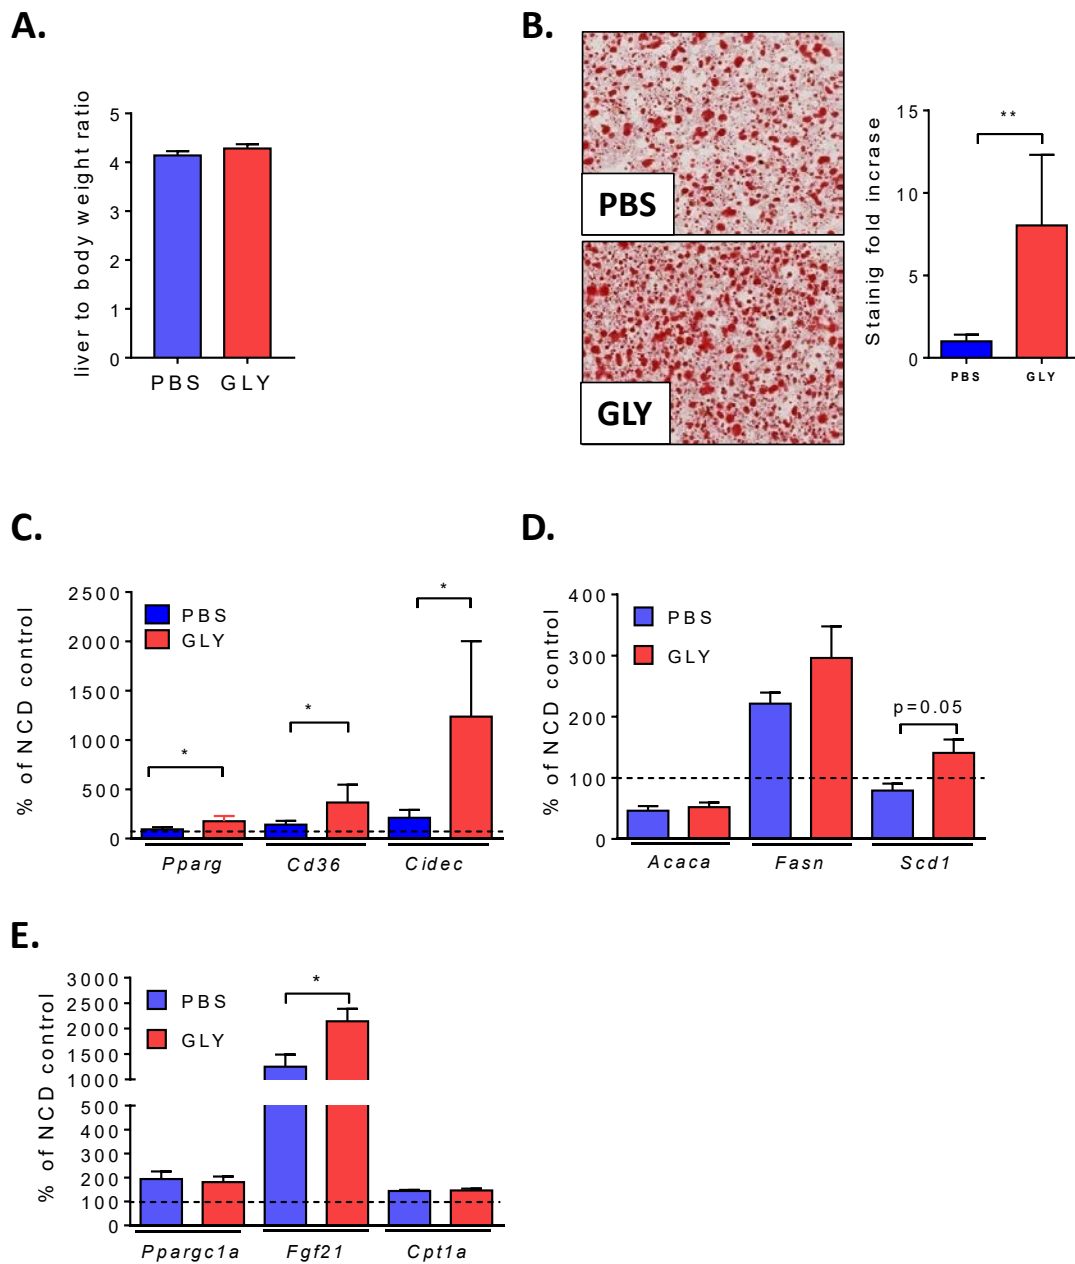 A.
liver to body weight ratio
5
4
3
2
1
0
PBS GLY
B.
PBS
GLY
Stainig fold incrase
15
10
5
0
**
PBS GLY
C.
% of NCD control
2500
2000
1500
1000
500
0
PBS
GLY
*
*
*
Pparg Cd36 Cidec
D.
% of NCD control
400
300
200
100
0
PBS
GLY
p=0.05
Acaca Fasn Scd1
E.
% of NCD control
3000
2500
2000
1500
1000
500
400
300
200
100
0
PBS
GLY
*
Ppargc1a Fgf21 Cpt1a